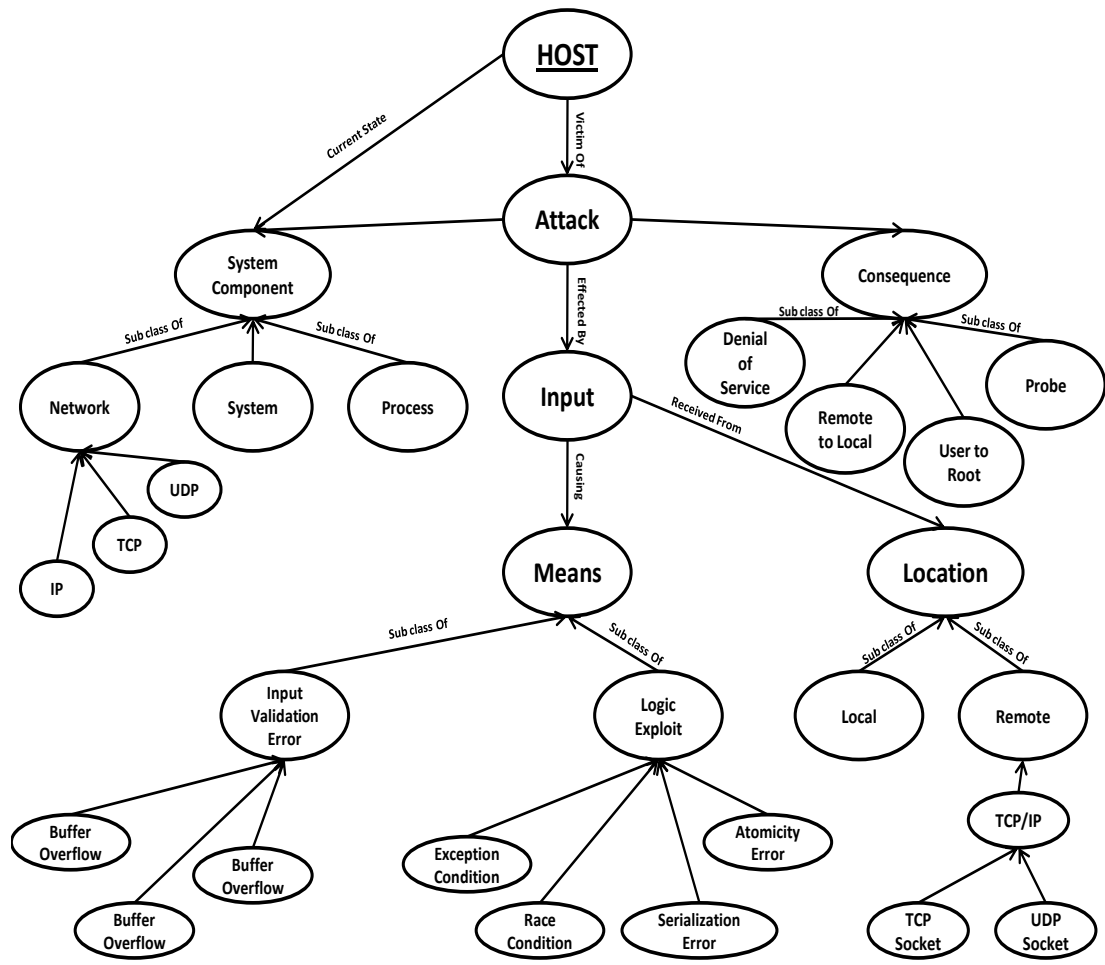 HOST
Current State
Victim Of
Attack
System
Component
Consequence
Effected By
Sub class Of
Sub class Of
Sub class Of
Sub class Of
Denial
of
Service
Network
System
Process
Input
Probe
Received From
Remote
to Local
User to
Root
Causing
UDP
TCP
IP
Means
Location
Sub class Of
Sub class Of
Sub class Of
Sub class Of
Input
Validation
Error
Logic
Exploit
Local
Remote
Buffer
Overflow
Buffer
Overflow
Buffer
Overflow
Exception
Condition
Race
Condition
Serialization
Error
Atomicity
Error
TCP/IP
TCP
Socket
UDP
Socket